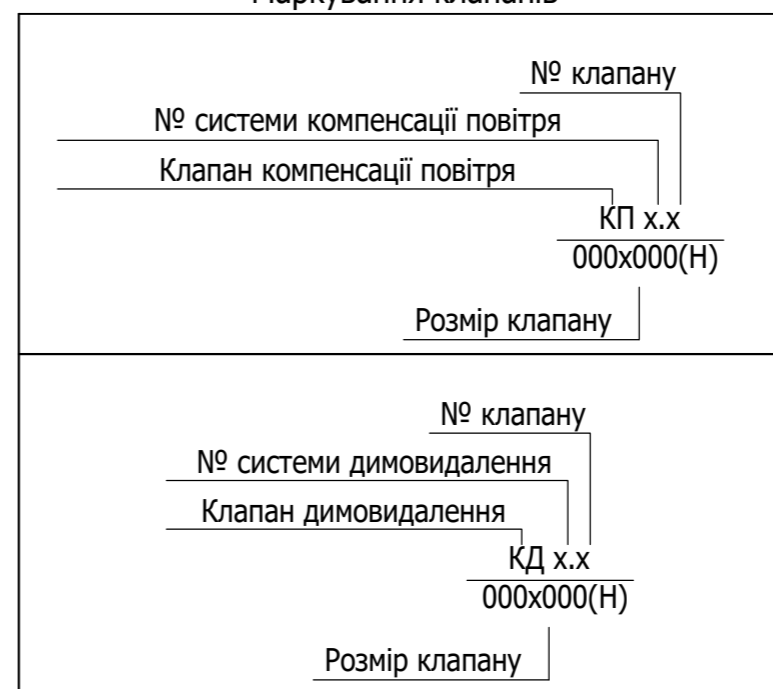 Маркування клапанів
№ клапану
№ системи компенсації повітря
Клапан компенсації повітря
КП х.х
000х000(Н)
Розмір клапану
№ клапану
№ системи димовидалення
Клапан димовидалення
КД х.х
000х000(Н)
Розмір клапану